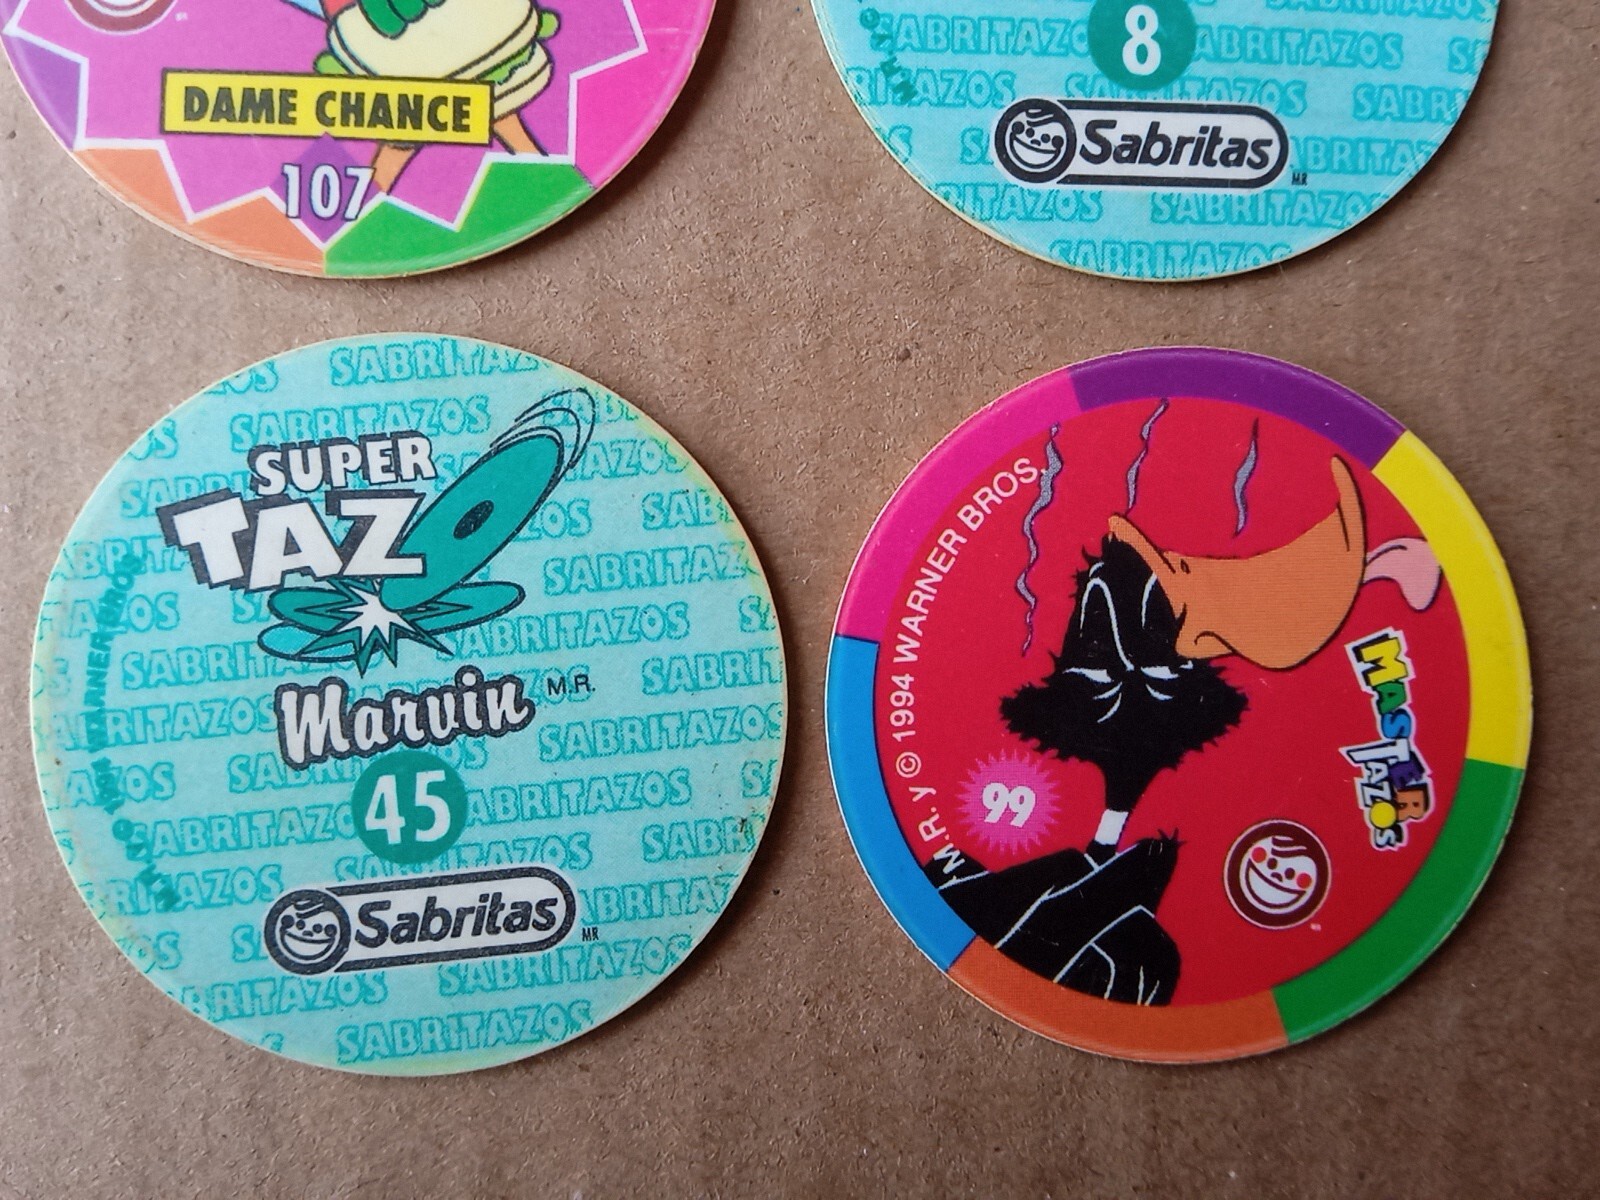 DAME CHANCE
107
8
Sabritas
MR
SABRITAZOS
SUPER
TAZO
Marvin M.R.
45
Sabritas
MR
SABRITAZOS
M.R. y © 1994 WARNER BROS.
99
MASTER
TAZOS